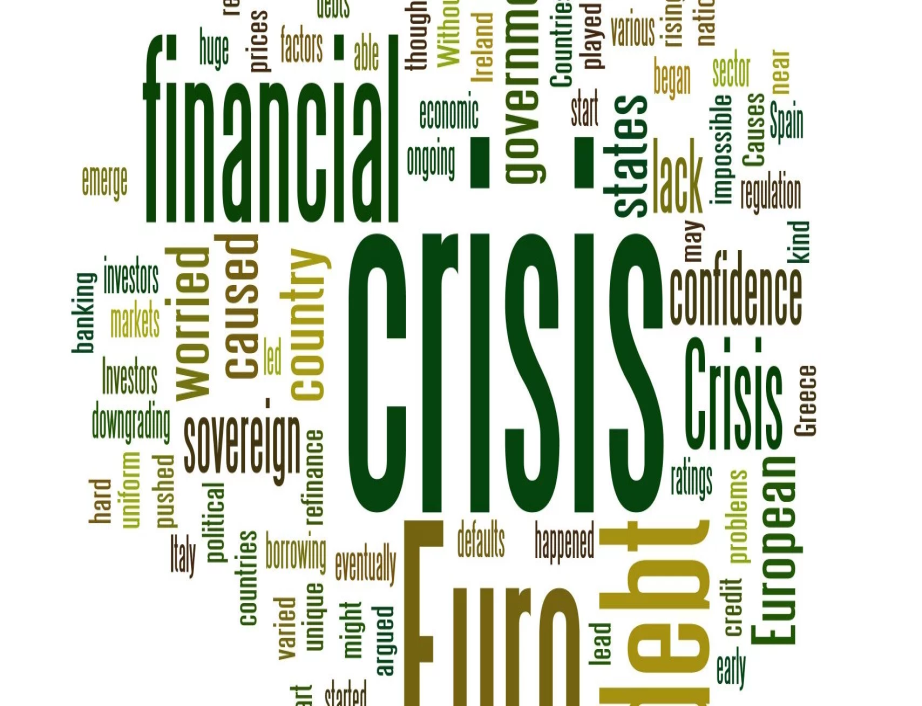 debts
though
Without
Ireland
Countries
played
various
rising
huge
prices
factors
able
financial
economic
ongoing
start
states
began
sector
near
lack
impossible
Causes
Spain
regulation
emerge
may
kind
crisis
confidence
banking
investors
markets
worried
caused
led
country
Investors
downgrading
sovereign
refinance
Crisis
Greece
ratings
hard
uniform
pushed
political
Italy
countries
borrowing
eventually
defaults
happened
problems
European
Euro
debt
varied
unique
might
argued
lead
credit
early
started